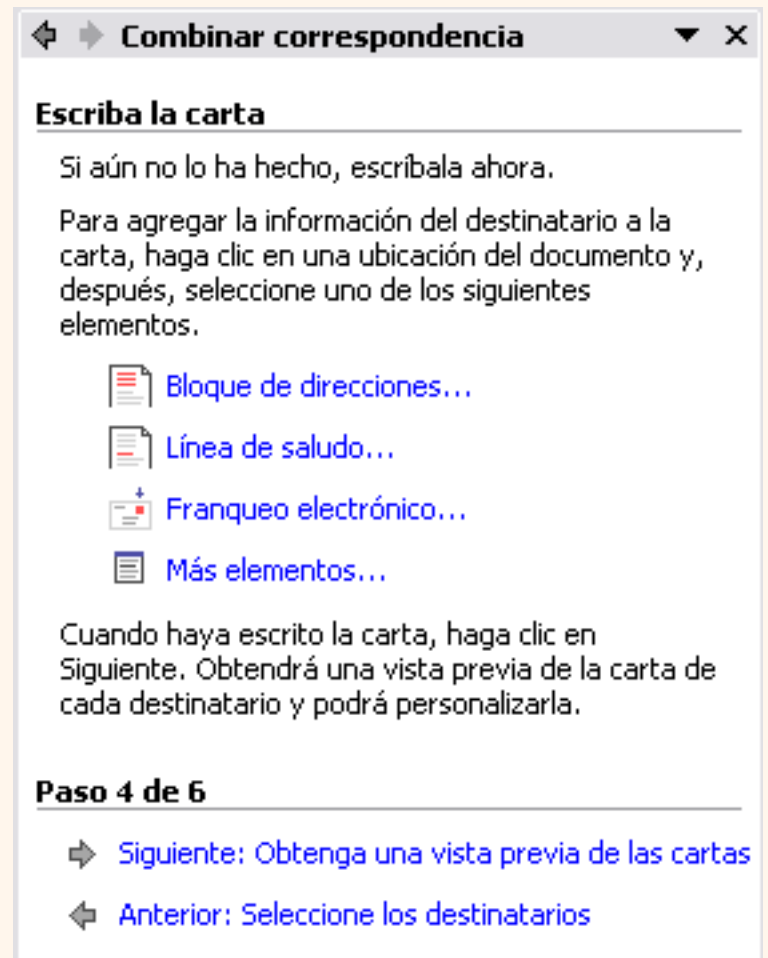 Combinar correspondencia
Escriba la carta
Si aún no lo ha hecho, escríbala ahora.
Para agregar la información del destinatario a la
carta, haga clic en una ubicación del documento y,
después, seleccione uno de los siguientes
elementos.
Bloque de direcciones...
Línea de saludo...
Franqueo electrónico...
Más elementos...
Cuando haya escrito la carta, haga clic en
Siguiente. Obtendrá una vista previa de la carta de
cada destinatario y podrá personalizarla.
Paso 4 de 6
Siguiente: Obtenga una vista previa de las cartas
Anterior: Seleccione los destinatarios